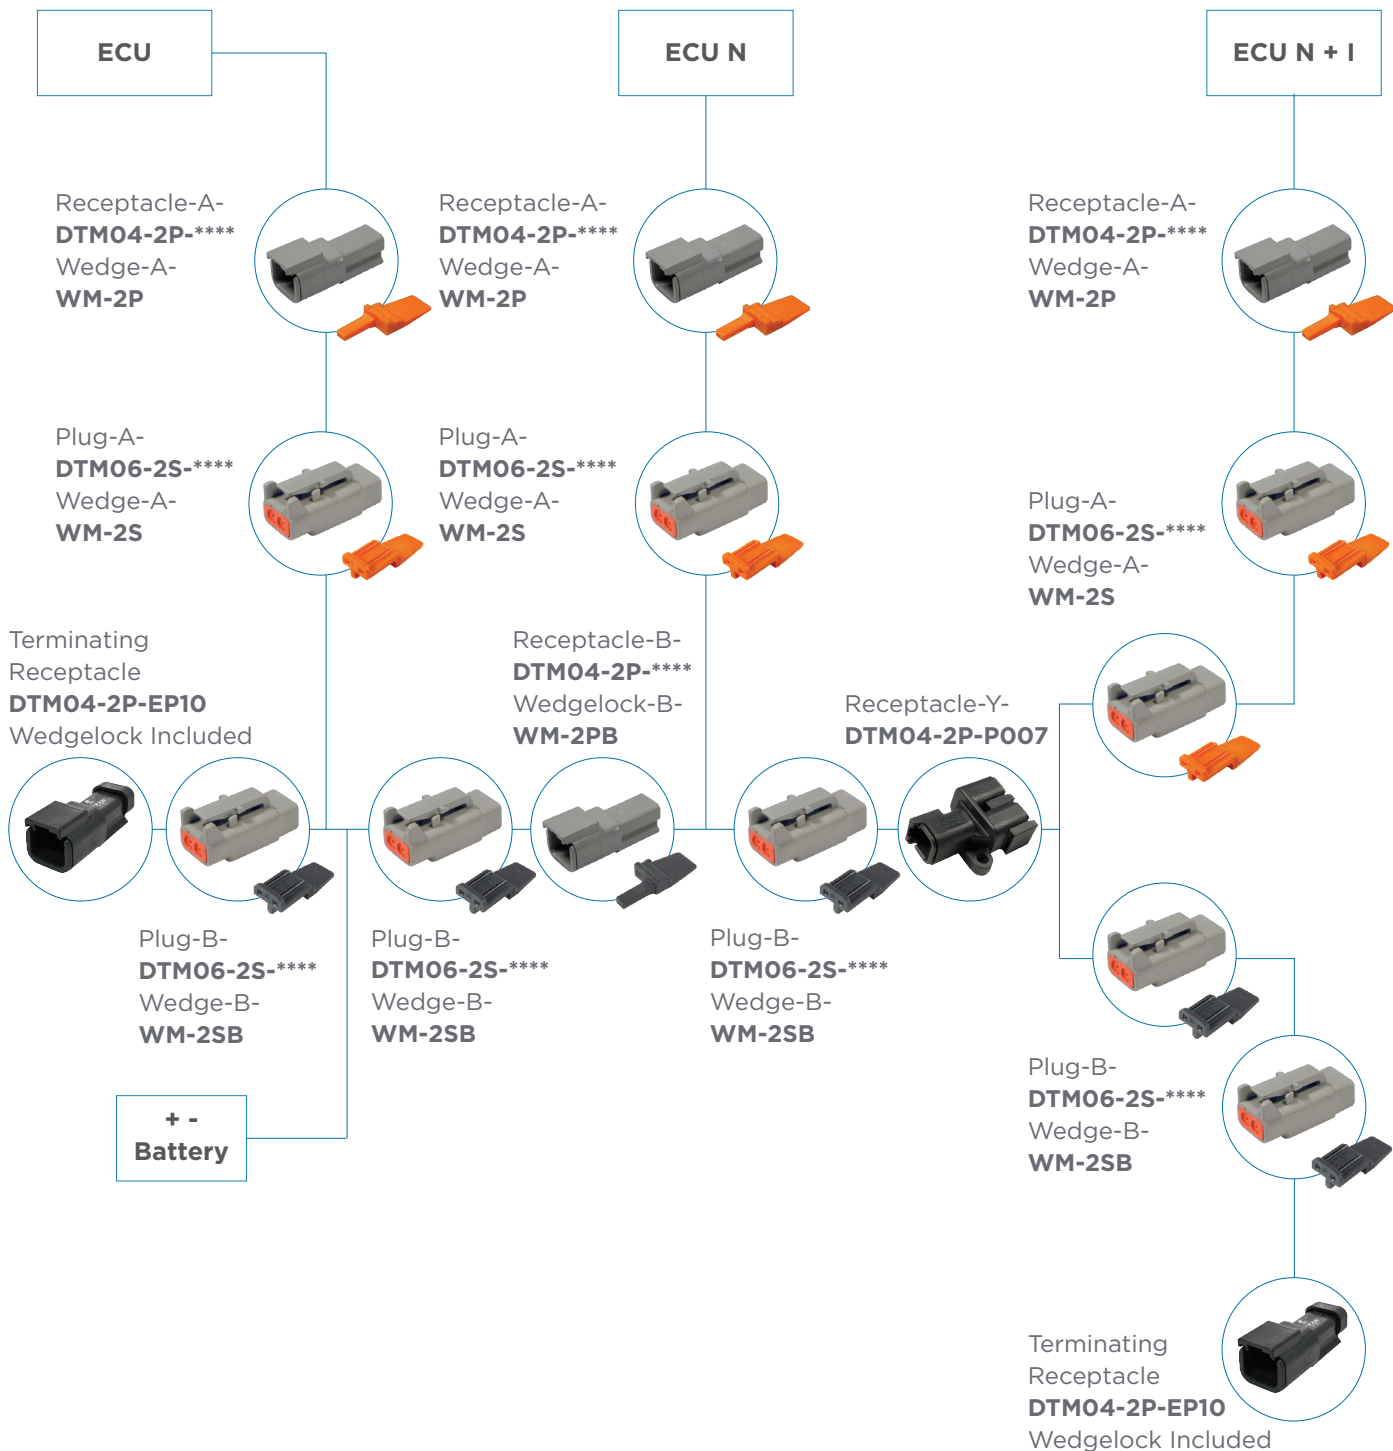 ECU
ECU N
ECU N + I
Receptacle-A-
DTM04-2P-****
Wedge-A-
WM-2P
Receptacle-A-
DTM04-2P-****
Wedge-A-
WM-2P
Receptacle-A-
DTM04-2P-****
Wedge-A-
WM-2P
Plug-A-
DTM06-2S-****
Wedge-A-
WM-2S
Plug-A-
DTM06-2S-****
Wedge-A-
WM-2S
Plug-A-
DTM06-2S-****
Wedge-A-
WM-2S
Terminating
Receptacle
DTM04-2P-EP10
Wedgelock Included
Receptacle-B-
DTM04-2P-****
Wedgelock-B-
WM-2PB
Receptacle-Y-
DTM04-2P-P007
Plug-B-
DTM06-2S-****
Wedge-B-
WM-2SB
Plug-B-
DTM06-2S-****
Wedge-B-
WM-2SB
Plug-B-
DTM06-2S-****
Wedge-B-
WM-2SB
+ -
Battery
Plug-B-
DTM06-2S-****
Wedge-B-
WM-2SB
Terminating
Receptacle
DTM04-2P-EP10
Wedgelock Included